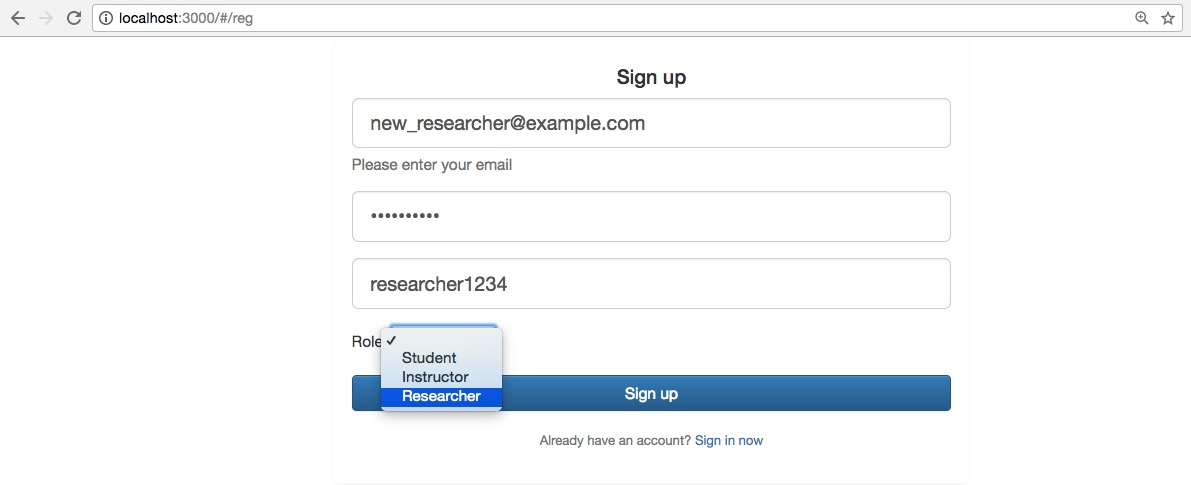 localhost:3000/#/reg
Sign up
new_researcher@example.com
Please enter your email
••••••••••
researcher1234
Role ✓
Student
Instructor
Researcher
Sign up
Already have an account? Sign in now